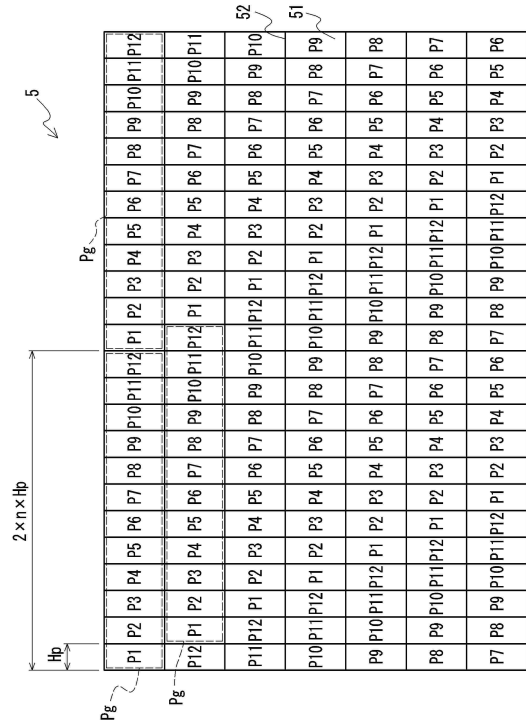 5
2×n×Hp
Hp
Pg
Pg
P1 P2 P3 P4 P5 P6 P7 P8 P9 P10 P11 P12 P1 P2 P3 P4 P5 P6 P7 P8 P9 P10 P11 P12
P12 P1 P2 P3 P4 P5 P6 P7 P8 P9 P10 P11 P12 P1 P2 P3 P4 P5 P6 P7 P8 P9 P10 P11
P11 P12 P1 P2 P3 P4 P5 P6 P7 P8 P9 P10 P11 P12 P1 P2 P3 P4 P5 P6 P7 P8 P9 P10
52
P10 P11 P12 P1 P2 P3 P4 P5 P6 P7 P8 P9 P10 P11 P12 P1 P2 P3 P4 P5 P6 P7 P8 P9
51
P9 P10 P11 P12 P1 P2 P3 P4 P5 P6 P7 P8 P9 P10 P11 P12 P1 P2 P3 P4 P5 P6 P7 P8
P8 P9 P10 P11 P12 P1 P2 P3 P4 P5 P6 P7 P8 P9 P10 P11 P12 P1 P2 P3 P4 P5 P6 P7
P7 P8 P9 P10 P11 P12 P1 P2 P3 P4 P5 P6 P7 P8 P9 P10 P11 P12 P1 P2 P3 P4 P5 P6
Pg